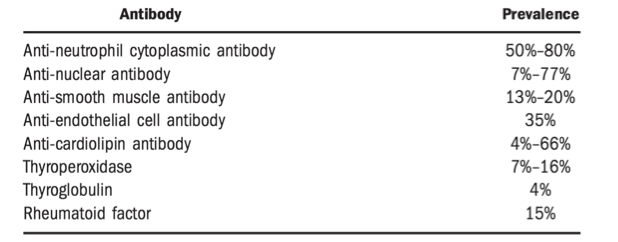 Antibody Prevalence
Anti-neutrophil cytoplasmic antibody 50%–80%
Anti-nuclear antibody 7%–77%
Anti-smooth muscle antibody 13%–20%
Anti-endothelial cell antibody 35%
Anti-cardiolipin antibody 4%–66%
Thyroperoxidase 7%–16%
Thyroglobulin 4%
Rheumatoid factor 15%